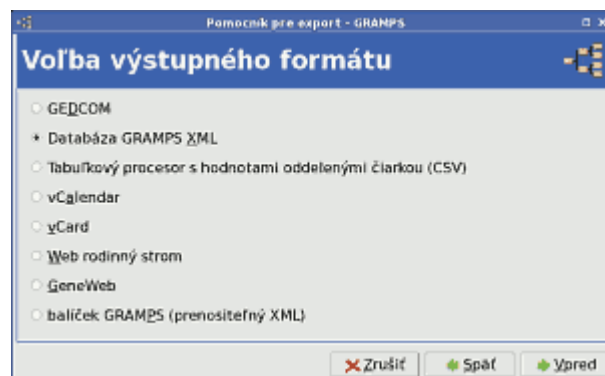 Pomocník pre export - GRAMPS
Voľba výstupného formátu
GEDCOM
Databáza GRAMPS XML
Tabuľkový procesor s hodnotami oddelenými čiarkou (CSV)
vCalendar
vCard
Web rodinný strom
GeneWeb
balíček GRAMPS (prenositeľný XML)
Zrušiť Späť Vpred